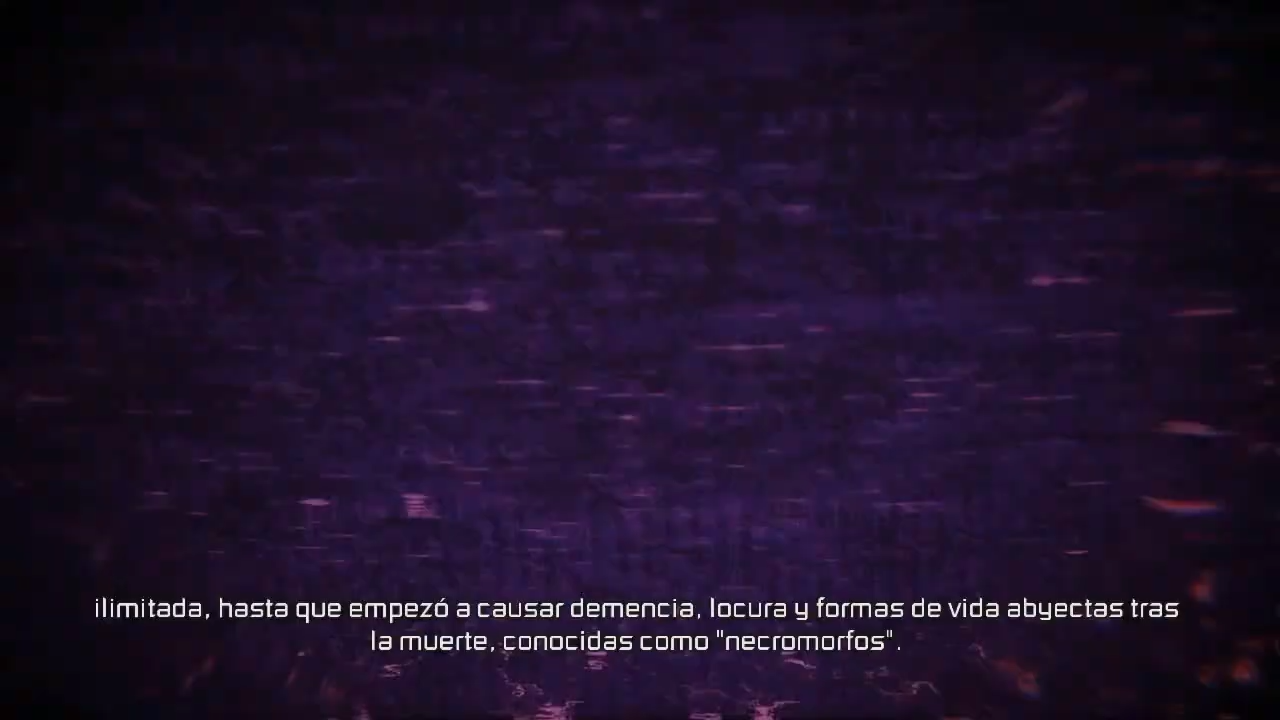 ilimitada, hasta que empezó a causar demencia, locura y formas de vida abyectas tras
la muerte, conocidas como "necromorfos".